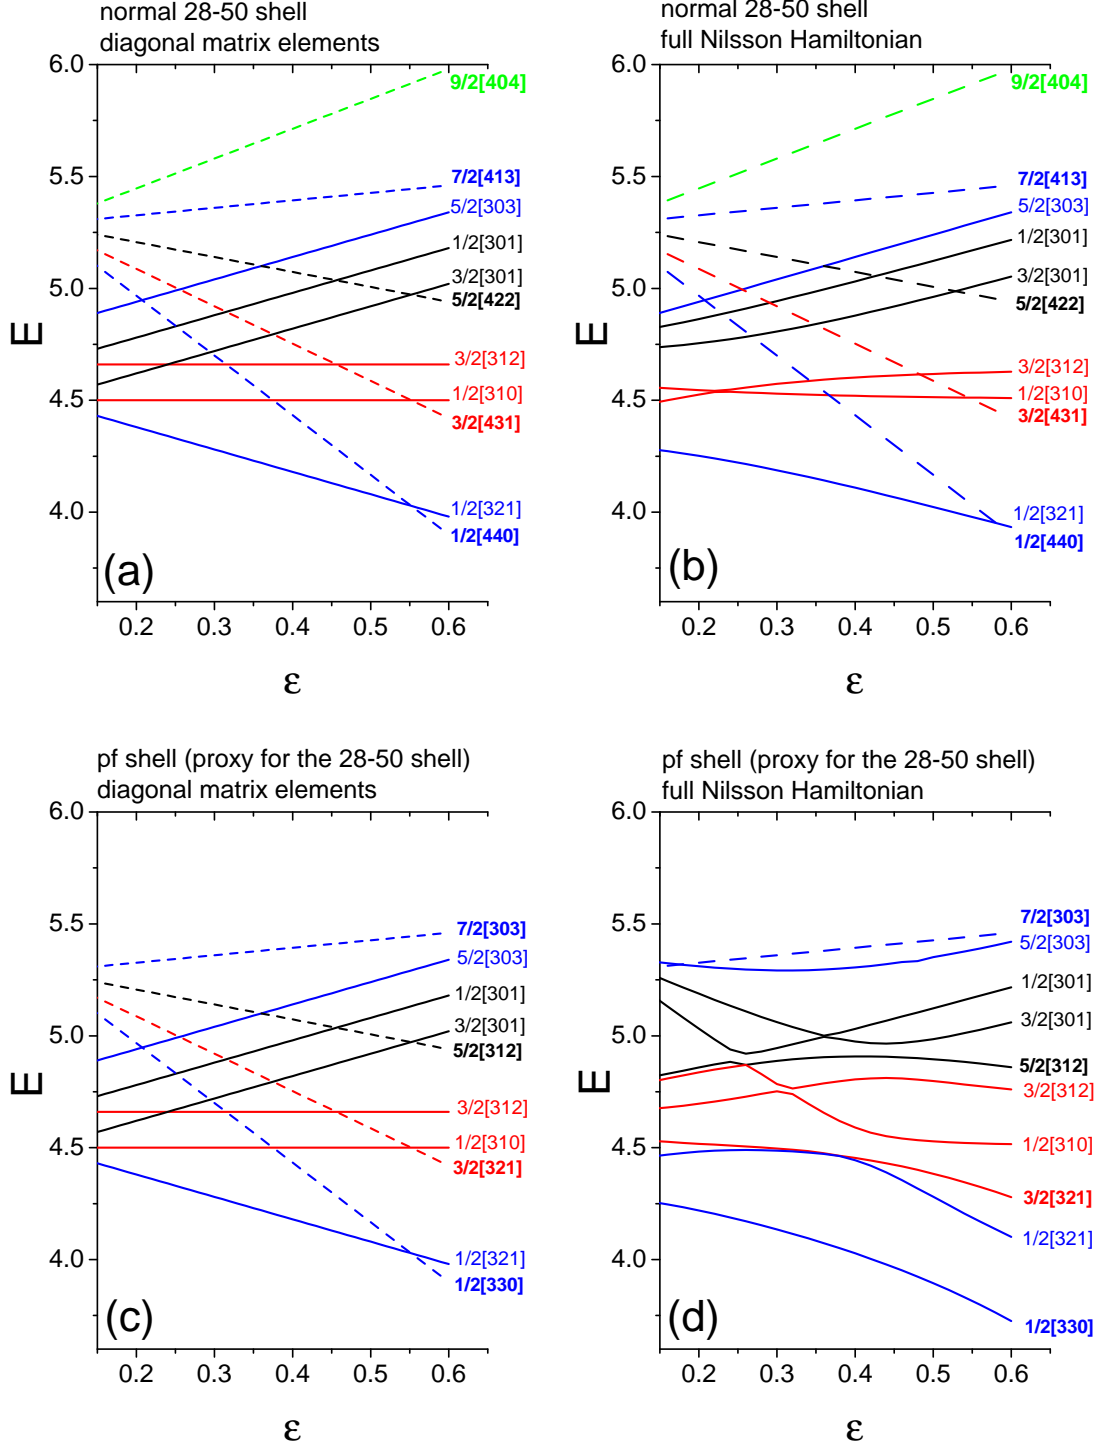 normal 28-50 shell
diagonal matrix elements
6.0
5.5
5.0
4.5
4.0
E
9/2[404]
7/2[413]
5/2[303]
1/2[301]
3/2[301]
5/2[422]
3/2[312]
1/2[310]
3/2[431]
1/2[321]
1/2[440]
(a)
0.2 0.3 0.4 0.5 0.6
ε
normal 28-50 shell
full Nilsson Hamiltonian
6.0
5.5
5.0
4.5
4.0
E
9/2[404]
7/2[413]
5/2[303]
1/2[301]
3/2[301]
5/2[422]
3/2[312]
1/2[310]
3/2[431]
1/2[321]
1/2[440]
(b)
0.2 0.3 0.4 0.5 0.6
ε
pf shell (proxy for the 28-50 shell)
diagonal matrix elements
6.0
5.5
5.0
4.5
4.0
E
7/2[303]
5/2[303]
1/2[301]
3/2[301]
5/2[312]
3/2[312]
1/2[310]
3/2[321]
1/2[321]
1/2[330]
(c)
0.2 0.3 0.4 0.5 0.6
ε
pf shell (proxy for the 28-50 shell)
full Nilsson Hamiltonian
6.0
5.5
5.0
4.5
4.0
E
7/2[303]
5/2[303]
1/2[301]
3/2[301]
5/2[312]
3/2[312]
1/2[310]
3/2[321]
1/2[321]
1/2[330]
(d)
0.2 0.3 0.4 0.5 0.6
ε